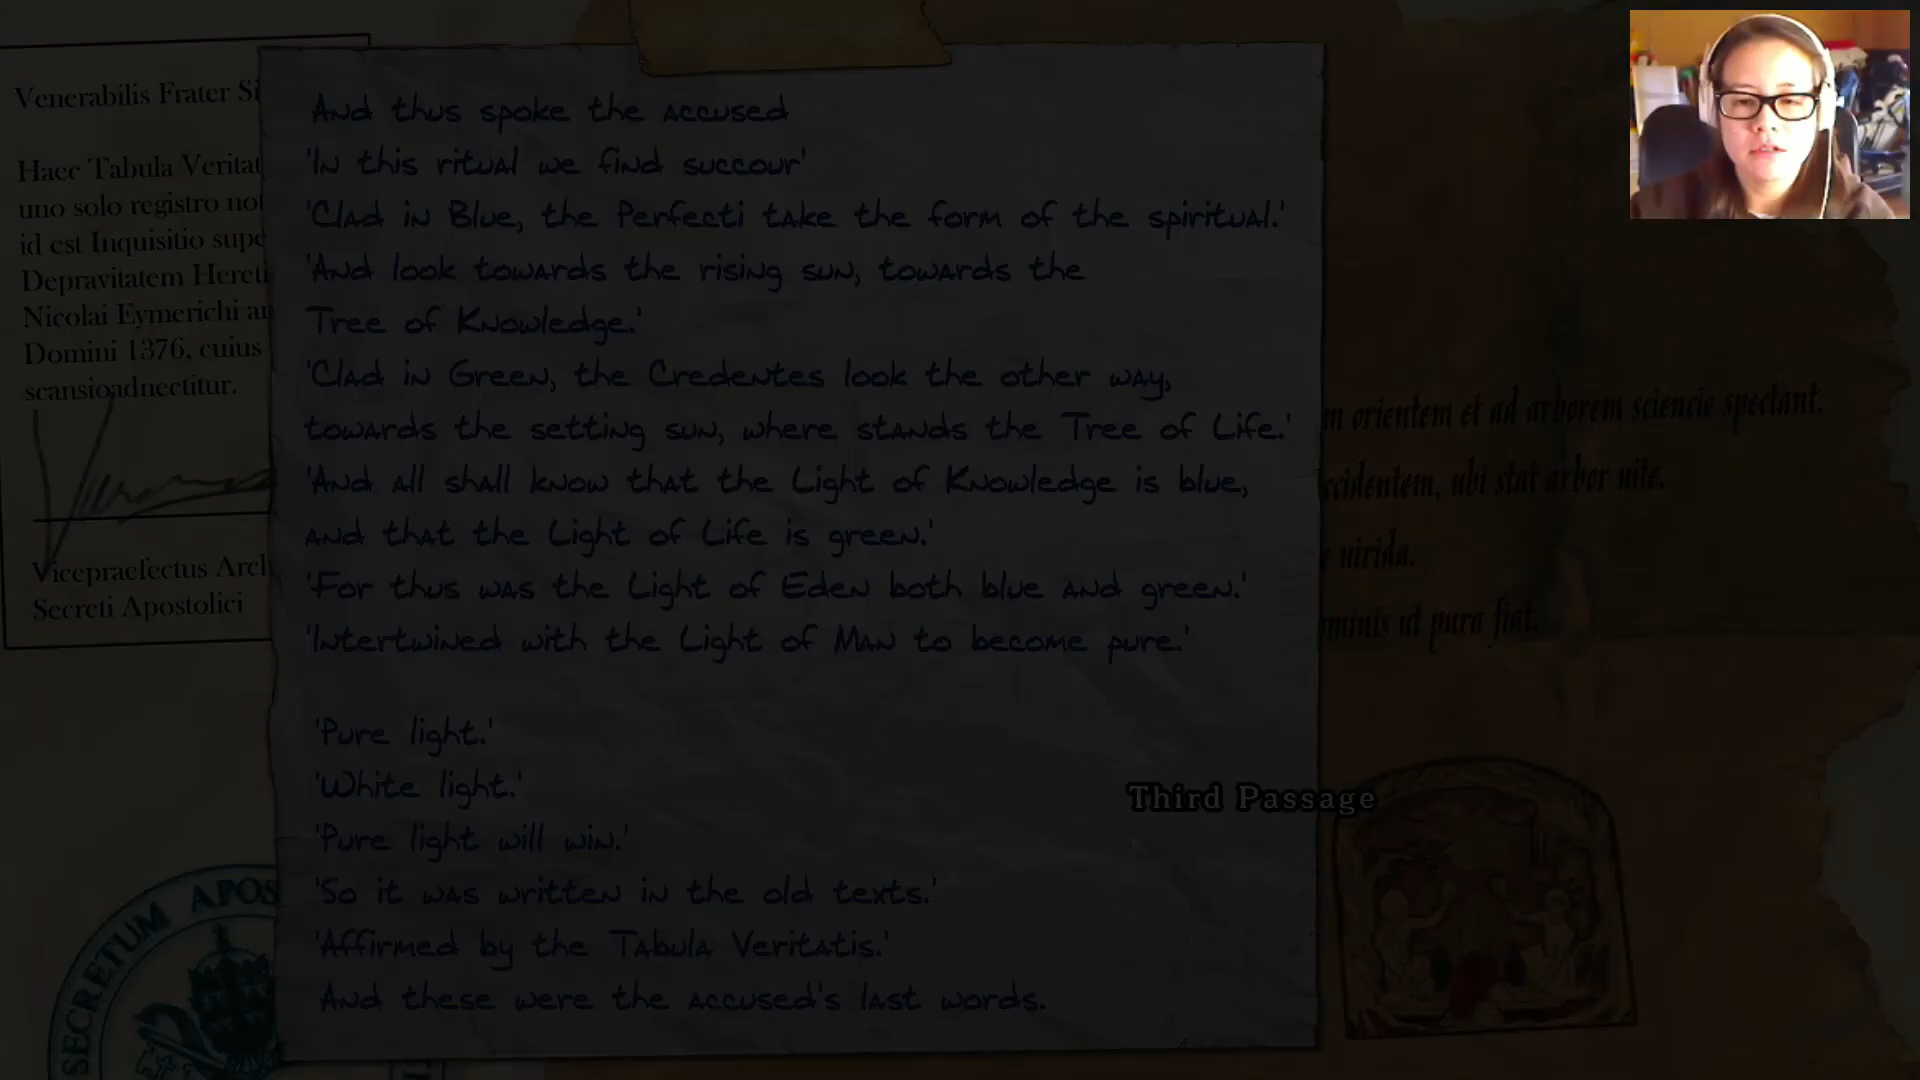 Venerabilis Frater Si
Haec Tabula Veritat
uno solo registro not
id est Inquisitio supe
Depravitatem Hereti
Nicolai Eymerichi an
Domini 1376, cuius
scansioadnectitur.
Vicepraefectus Arch
Secreti Apostolici
SECRETUM APOS
And thus spoke the accused
'In this ritual we find succour'
'Clad in Blue, the Perfecti take the form of the spiritual.'
'And look towards the rising sun, towards the
Tree of Knowledge.'
'Clad in Green, the Credentes look the other way,
towards the setting sun, where stands the Tree of Life.'
'And all shall know that the Light of Knowledge is blue,
and that the Light of Life is green.'
'For thus was the Light of Eden both blue and green.'
'Intertwined with the Light of Man to become pure.'
'Pure light.'
'White light.'
'Pure light will win.'
'So it was written in the old texts.'
'Affirmed by the Tabula Veritatis.'
And these were the accused's last words.
m orientem et ad arborem sciencie spectant.
ccidentem, ubi stat arbor uite.
e uirida.
minis ut pura fiat.
Third Passage